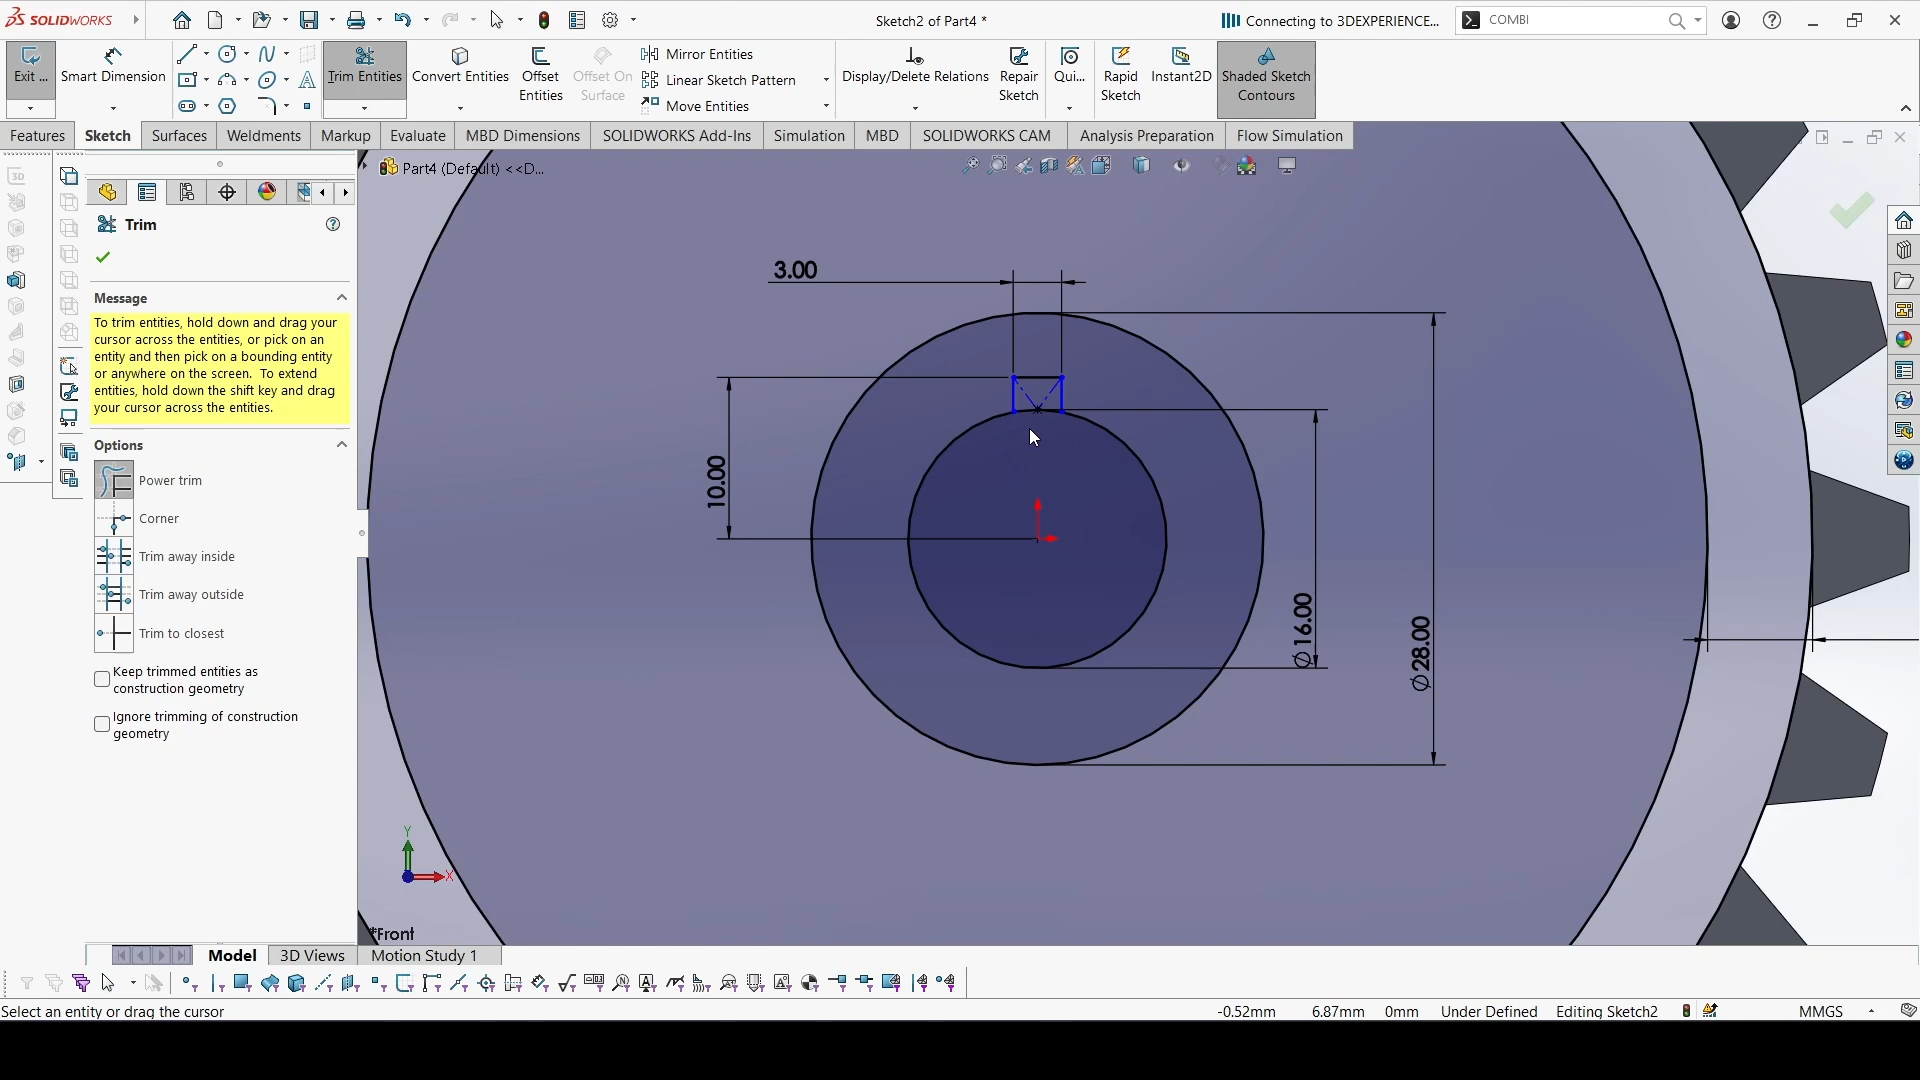 SOLIDWORKS
Sketch2 of Part4 *
Connecting to 3DEXPERIENCE...
COMBI
Exit ...
Smart Dimension
Trim Entities
Convert Entities
Offset Entities
Offset On Surface
Mirror Entities
Linear Sketch Pattern
Move Entities
Display/Delete Relations
Repair Sketch
Qui...
Rapid Sketch
Instant2D
Shaded Sketch Contours
Features
Sketch
Surfaces
Weldments
Markup
Evaluate
MBD Dimensions
SOLIDWORKS Add-Ins
Simulation
MBD
SOLIDWORKS CAM
Analysis Preparation
Flow Simulation
Part4 (Default) <<D...
Trim
Message
To trim entities, hold down and drag your
cursor across the entities, or pick on an
entity and then pick on a bounding entity
or anywhere on the screen. To extend
entities, hold down the shift key and drag
your cursor across the entities.
Options
Power trim
Corner
Trim away inside
Trim away outside
Trim to closest
Keep trimmed entities as
construction geometry
Ignore trimming of construction
geometry
3.00
10.00
∅16.00
∅28.00
Y
X
*Front
Model
3D Views
Motion Study 1
Select an entity or drag the cursor
-0.52mm
6.87mm
0mm
Under Defined
Editing Sketch2
MMGS